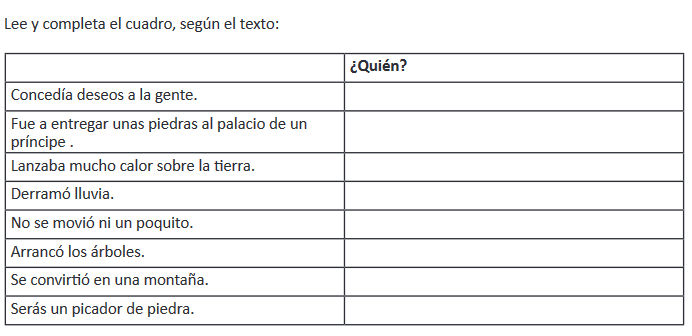 Lee y completa el cuadro, según el texto:
¿Quién?
Concedía deseos a la gente.
Fue a entregar unas piedras al palacio de un
príncipe .
Lanzaba mucho calor sobre la tierra.
Derramó lluvia.
No se movió ni un poquito.
Arrancó los árboles.
Se convirtió en una montaña.
Serás un picador de piedra.